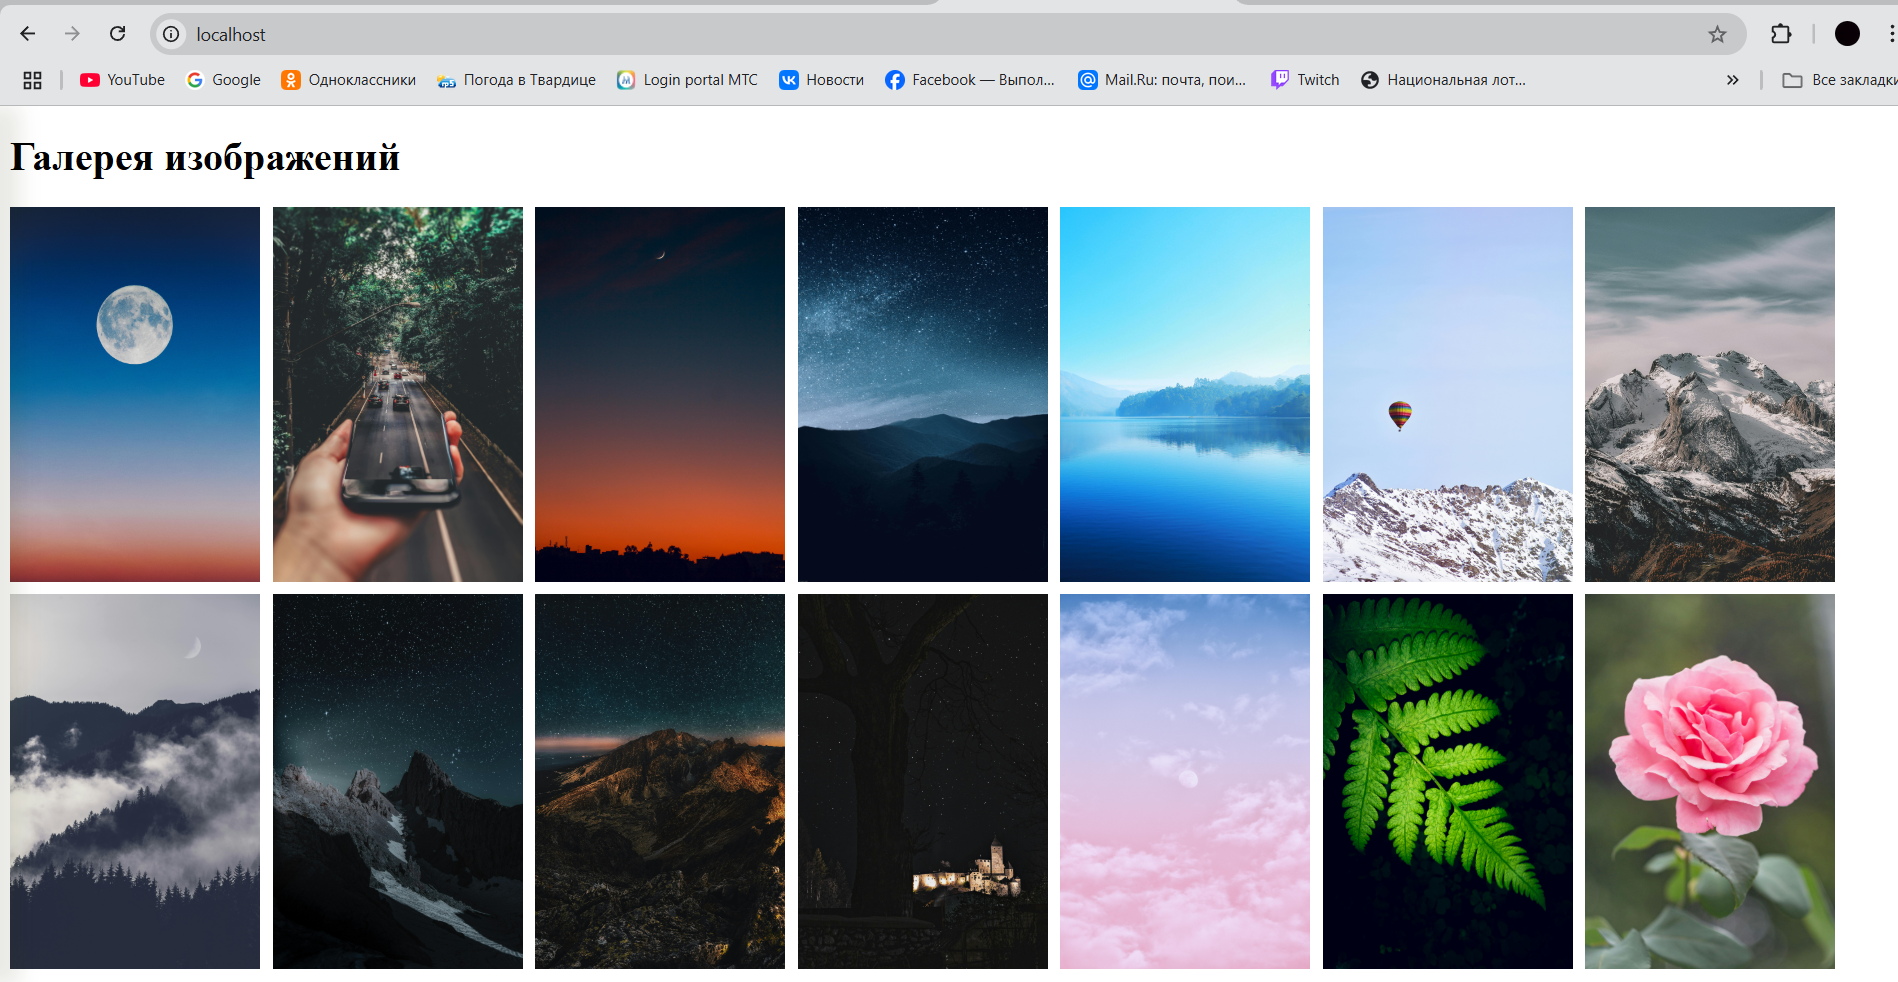 localhost
YouTube Google Одноклассники Погода в Твардице Login portal МТС Новости Facebook — Выпол... Mail.Ru: почта, пои... Twitch Национальная лот... » Все закладки
Галерея изображений